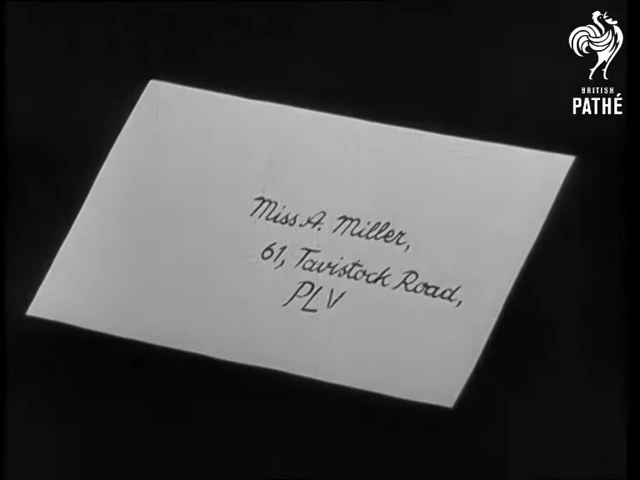 BRITISH
PATHÉ
Miss A. Miller,
61, Tavistock Road,
PLV